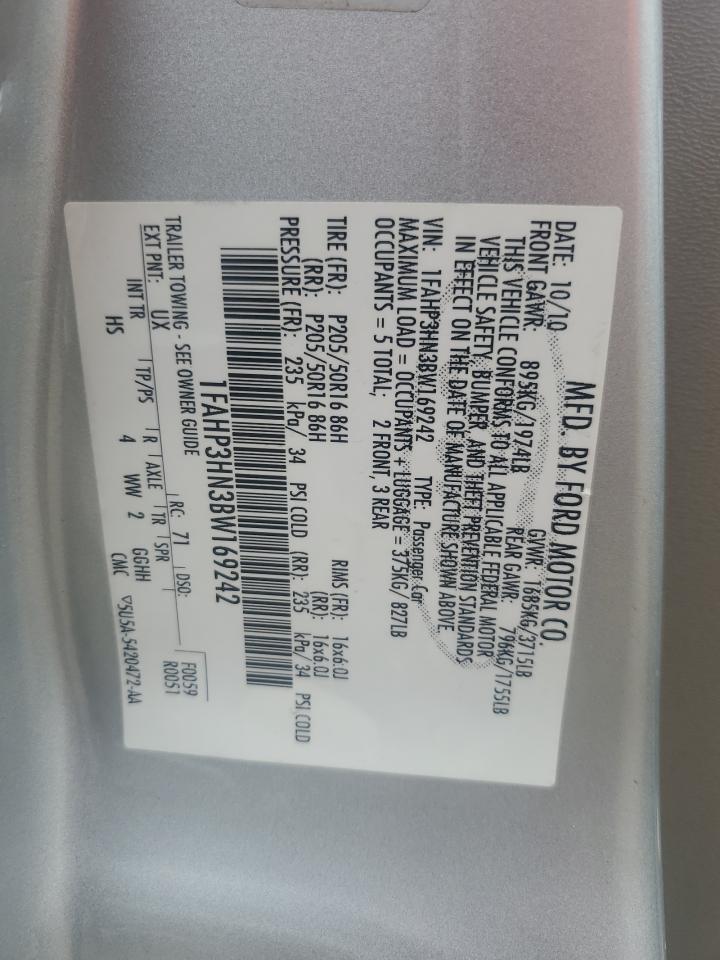 MFD. BY FORD MOTOR CO.
DATE: 10/10 GVWR: 1685KG/3715LB
FRONT GAWR: 895KG/1974LB REAR GAWR: 796KG/1755LB
THIS VEHICLE CONFORMS TO ALL APPLICABLE FEDERAL MOTOR
VEHICLE SAFETY, BUMPER, AND THEFT PREVENTION STANDARDS
IN EFFECT ON THE DATE OF MANUFACTURE SHOWN ABOVE
VIN: 1FAHP3HN3BW169242 TYPE: Passenger Car
MAXIMUM LOAD = OCCUPANTS + LUGGAGE = 375KG/ 827LB
OCCUPANTS = 5 TOTAL; 2 FRONT, 3 REAR
TIRE (FR): P205/50R16 86H RIMS (FR): 16x6.0J
(RR): P205/50R16 86H (RR): 16x6.0J
PRESSURE (FR): 235 kPa/ 34 PSI COLD (RR): 235 kPa/ 34 PSI COLD
1FAHP3HN3BW169242
TRAILER TOWING - SEE OWNER GUIDE F0059
EXT PNT: UX RC: 71 DSO: R0051
INT TR TP/PS R AXLE TR SPR
HS 4 WW 2 GGHH CMC 5U5A-5420472-AA